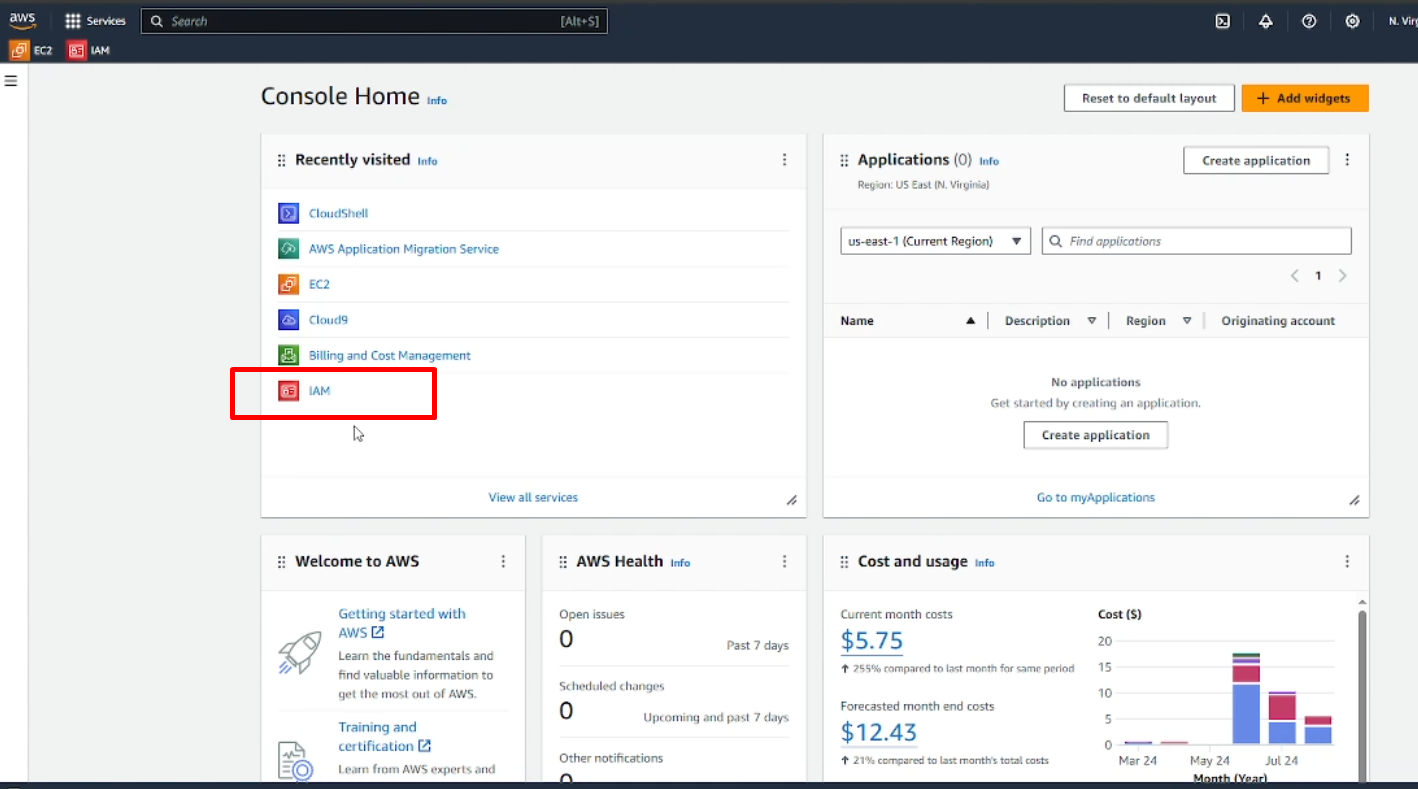 aws
Services
Search
[Alt+S]
EC2
IAM
Console Home Info
Reset to default layout
Add widgets
Recently visited Info
CloudShell
AWS Application Migration Service
EC2
Cloud9
Billing and Cost Management
IAM
View all services
Applications (0) Info
Create application
Region: US East (N. Virginia)
us-east-1 (Current Region)
Find applications
1
Name
Description
Region
Originating account
No applications
Get started by creating an application.
Create application
Go to myApplications
Welcome to AWS
Getting started with
AWS
Learn the fundamentals and
find valuable information to
get the most out of AWS.
Training and
certification
Learn from AWS experts and
AWS Health Info
Open issues
0
Past 7 days
Scheduled changes
0
Upcoming and past 7 days
Other notifications
0
Cost and usage Info
Current month costs
$5.75
255% compared to last month for same period
Forecasted month end costs
$12.43
21% compared to last month's total costs
Cost ($)
20
15
10
5
0
Mar 24
May 24
Jul 24
Month (Year)